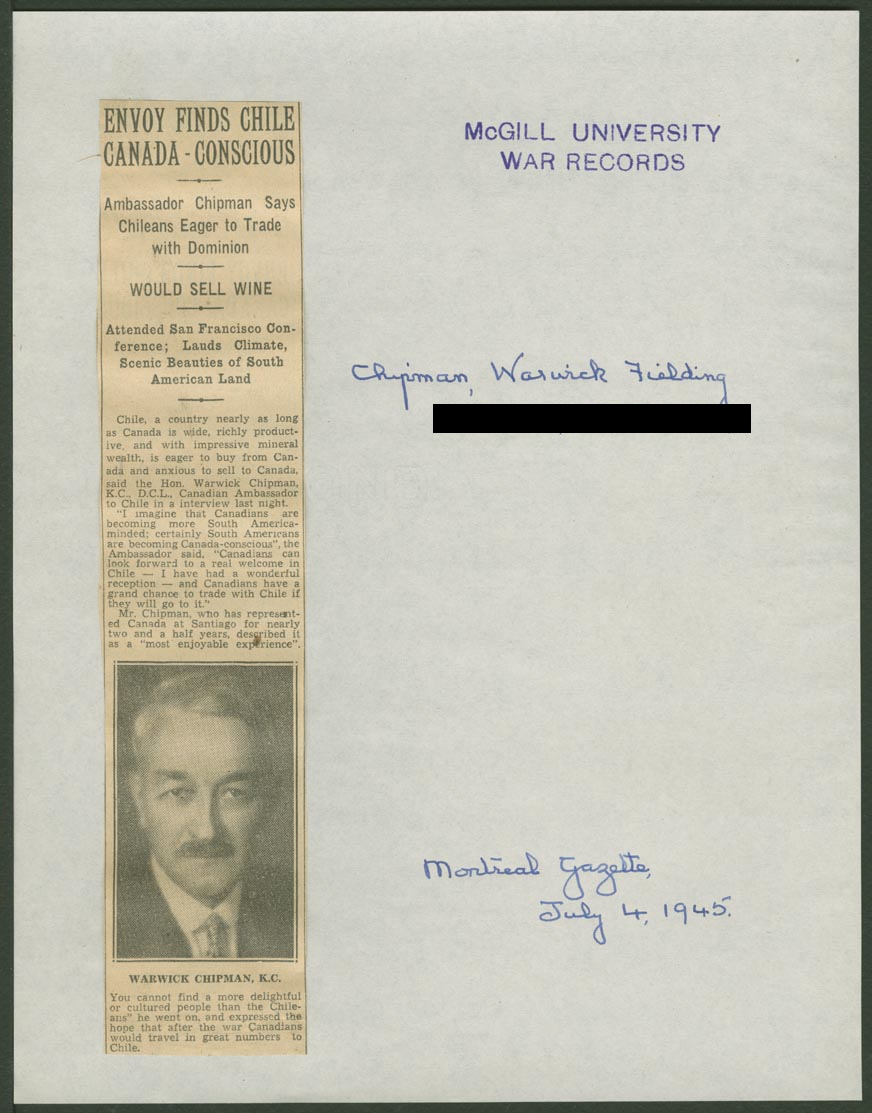 ENVOY FINDS CHILE
CANADA-CONSCIOUS
Ambassador Chipman Says
Chileans Eager to Trade
with Dominion
WOULD SELL WINE
Attended San Francisco Con-
ference; Lauds Climate,
Scenic Beauties of South
American Land
Chile, a country nearly as long
as Canada is wide, richly product-
ive, and with impressive mineral
wealth, is eager to buy from Can-
ada and anxious to sell to Canada,
said the Hon. Warwick Chipman,
K.C., D.C.L., Canadian Ambassador
to Chile in a interview last night.
"I imagine that Canadians are
becoming more South America-
minded; certainly South Americans
are becoming Canada-conscious", the
Ambassador said, "Canadians can
look forward to a real welcome in
Chile — I have had a wonderful
reception — and Canadians have a
grand chance to trade with Chile if
they will go to it."
Mr. Chipman, who has represent-
ed Canada at Santiago for nearly
two and a half years, described it
as a "most enjoyable experience".
WARWICK CHIPMAN, K.C.
You cannot find a more delightful
or cultured people than the Chile-
ans" he went on, and expressed the
hope that after the war Canadians
would travel in great numbers to
Chile.
McGILL UNIVERSITY
WAR RECORDS
Chipman, Warwick Fielding
Montreal Gazette,
July 4, 1945.